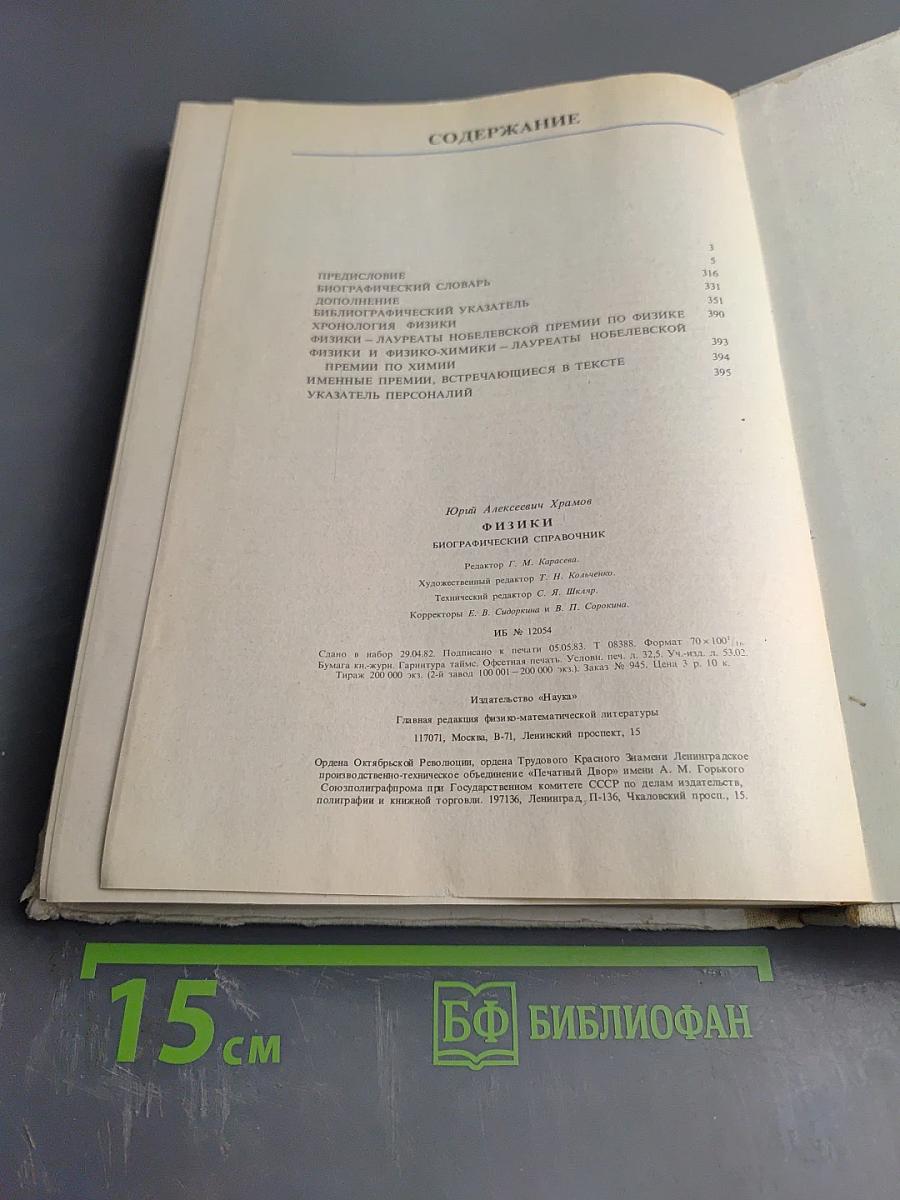 СОДЕРЖАНИЕ
ПРЕДИСЛОВИЕ 3
БИОГРАФИЧЕСКИЙ СЛОВАРЬ 5
ДОПОЛНЕНИЕ 316
БИБЛИОГРАФИЧЕСКИЙ УКАЗАТЕЛЬ 331
ХРОНОЛОГИЯ ФИЗИКИ 351
ФИЗИКИ – ЛАУРЕАТЫ НОБЕЛЕВСКОЙ ПРЕМИИ ПО ФИЗИКЕ 390
ФИЗИКИ И ФИЗИКО-ХИМИКИ – ЛАУРЕАТЫ НОБЕЛЕВСКОЙ
ПРЕМИИ ПО ХИМИИ 393
ИМЕННЫЕ ПРЕМИИ, ВСТРЕЧАЮЩИЕСЯ В ТЕКСТЕ 394
УКАЗАТЕЛЬ ПЕРСОНАЛИЙ 395
Юрий Алексеевич Храмов
ФИЗИКИ
БИОГРАФИЧЕСКИЙ СПРАВОЧНИК
Редактор Г. М. Карасева.
Художественный редактор Т. Н. Кольченко.
Технический редактор С. Я. Шкляр.
Корректоры Е. В. Сидоркина и В. П. Сорокина.
ИБ № 12054
Сдано в набор 29.04.82. Подписано к печати 05.05.83. Т 08388. Формат 70×100¹/₁₆.
Бумага кн.-журн. Гарнитура таймс. Офсетная печать. Условн. печ. л. 32,5. Уч.-изд. л. 53,02.
Тираж 200 000 экз. (2-й завод 100 001–200 000 экз.). Заказ № 945. Цена 3 р. 10 к.
Издательство «Наука»
Главная редакция физико-математической литературы
117071, Москва, В-71, Ленинский проспект, 15
Ордена Октябрьской Революции, ордена Трудового Красного Знамени Ленинградское
производственно-техническое объединение «Печатный Двор» имени А. М. Горького
Союзполиграфпрома при Государственном комитете СССР по делам издательств,
полиграфии и книжной торговли. 197136, Ленинград, П-136, Чкаловский просп., 15.
15 см
БФ БИБЛИОФАН